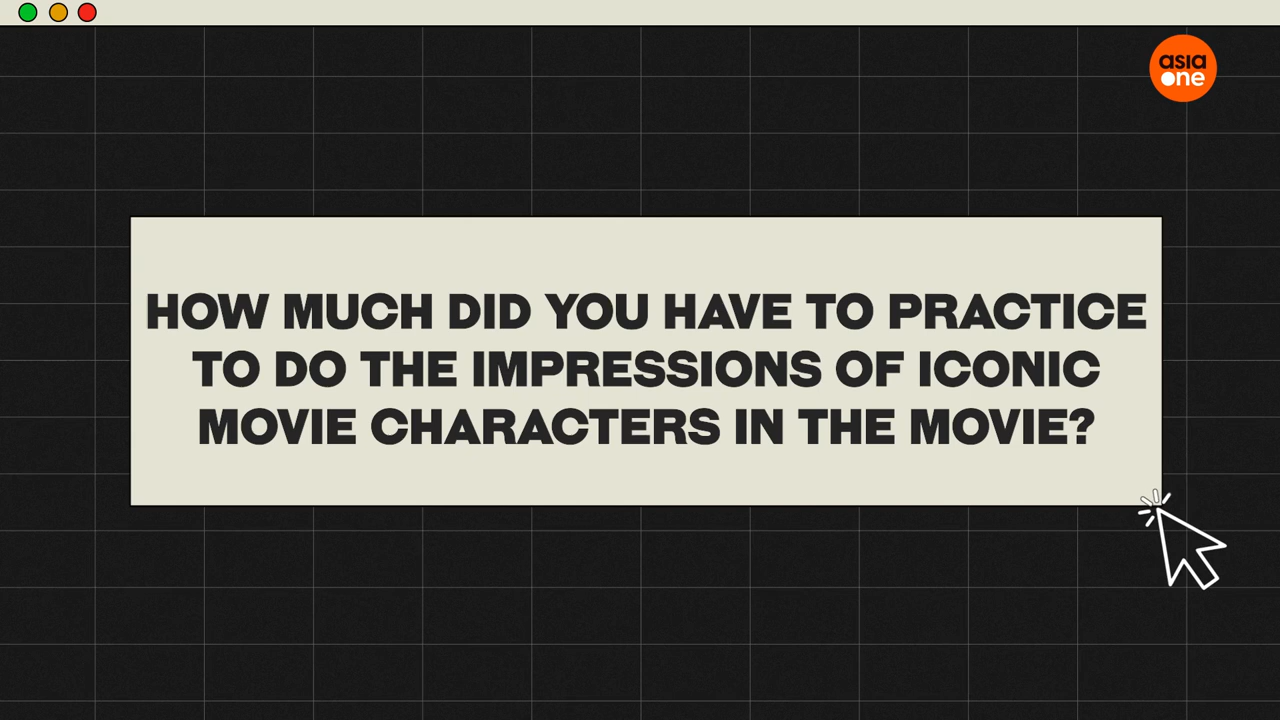 asia
one
HOW MUCH DID YOU HAVE TO PRACTICE
TO DO THE IMPRESSIONS OF ICONIC
MOVIE CHARACTERS IN THE MOVIE?